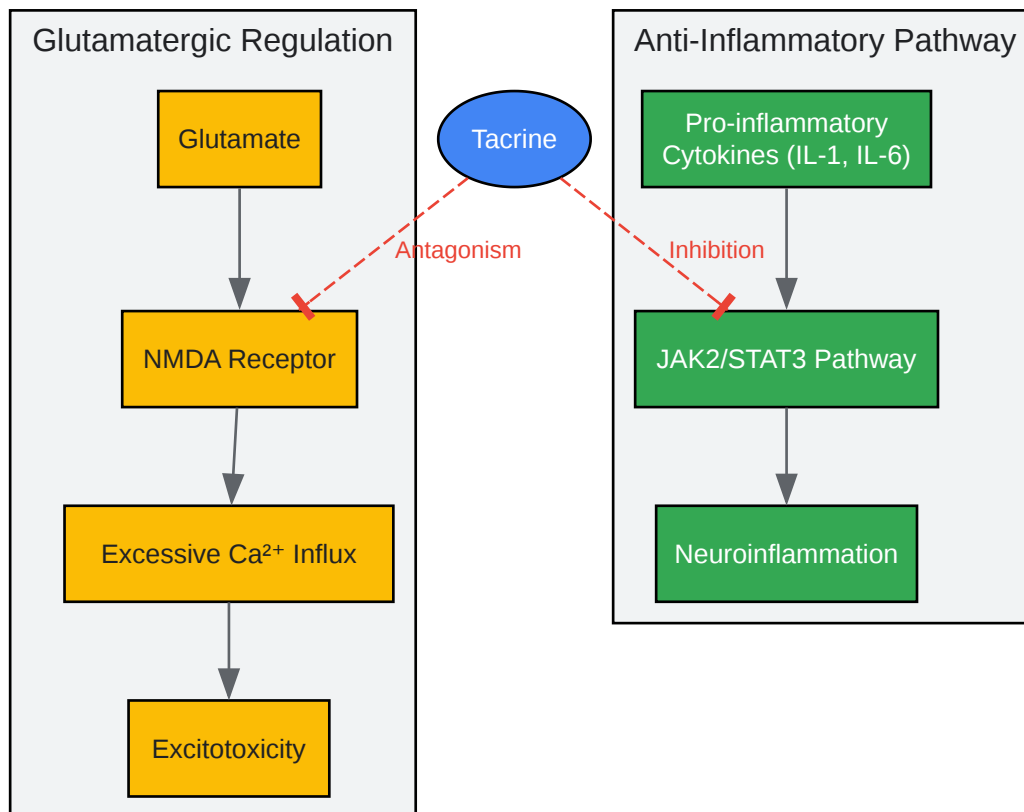 Glutamatergic Regulation
Glutamate
NMDA Receptor
Excessive Ca²⁺ Influx
Excitotoxicity
Tacrine
Antagonism
Inhibition
Anti-Inflammatory Pathway
Pro-inflammatory
Cytokines (IL-1, IL-6)
JAK2/STAT3 Pathway
Neuroinflammation